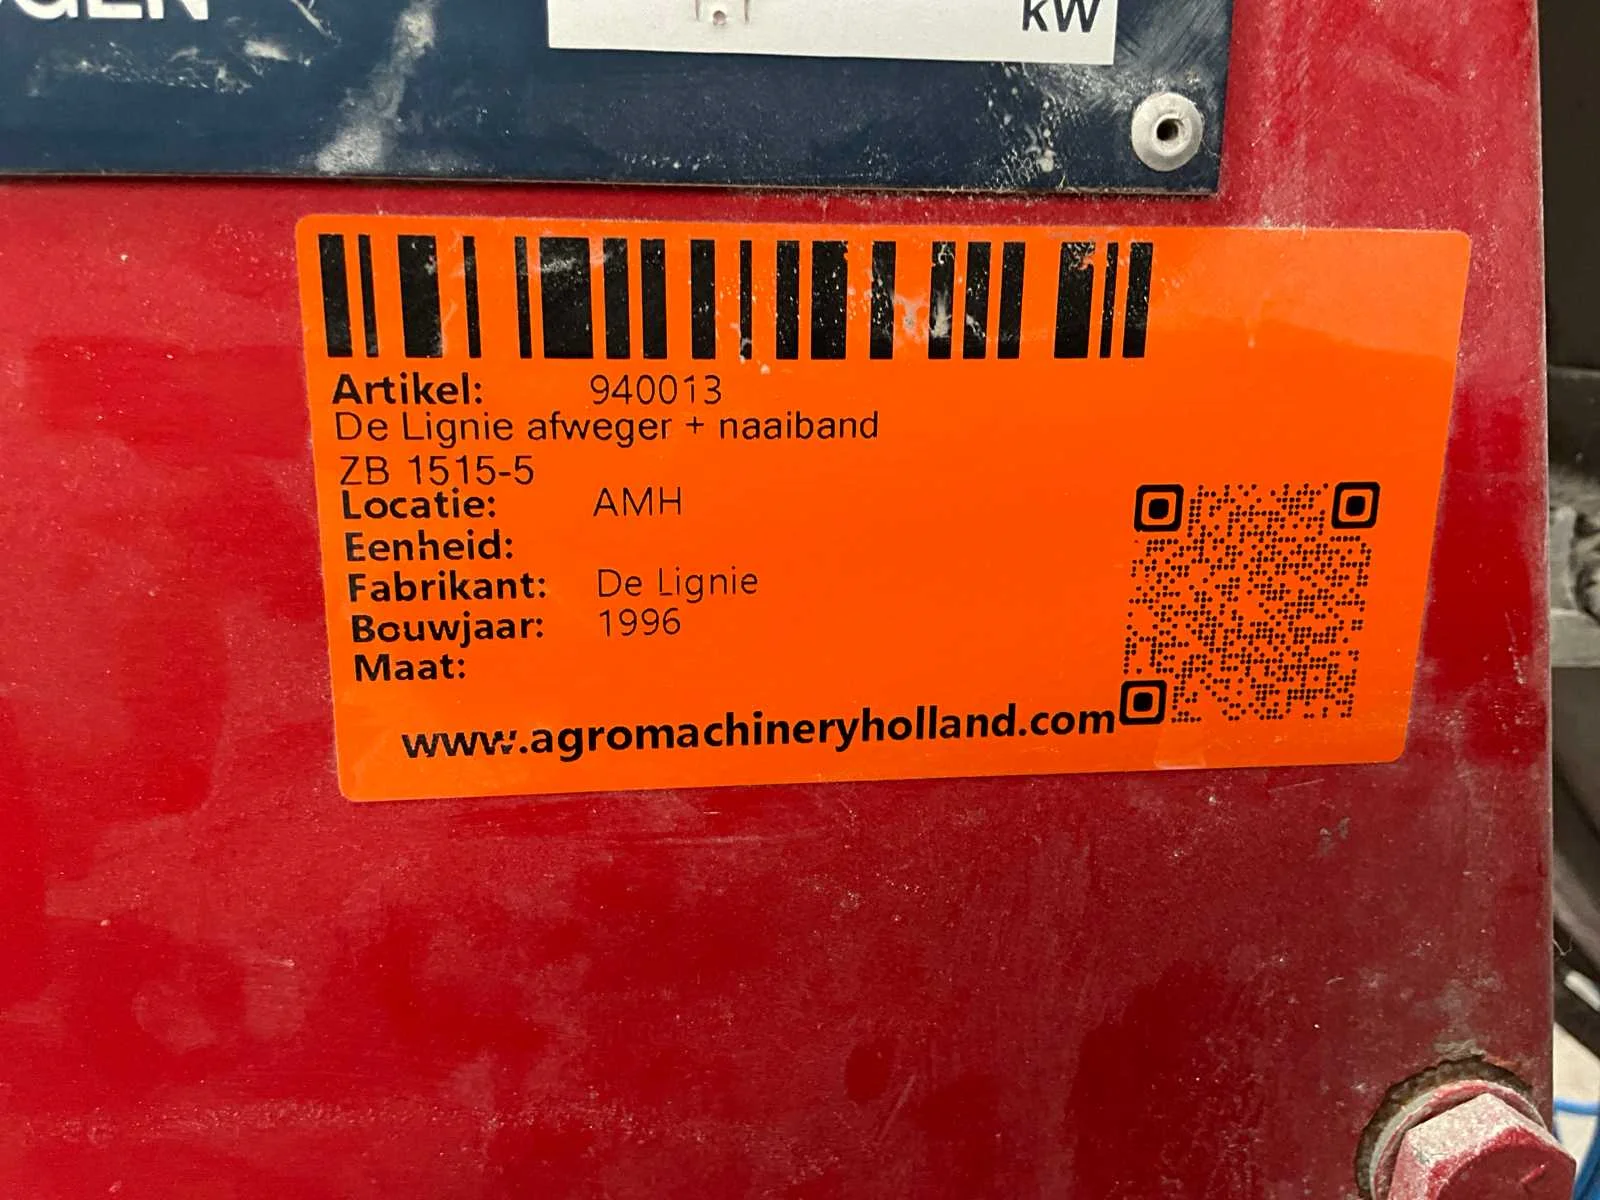 kW
Artikel: 940013
De Lignie afweger + naaiband
ZB 1515-5
Locatie: AMH
Eenheid:
Fabrikant: De Lignie
Bouwjaar: 1996
Maat:
www.agromachineryholland.com